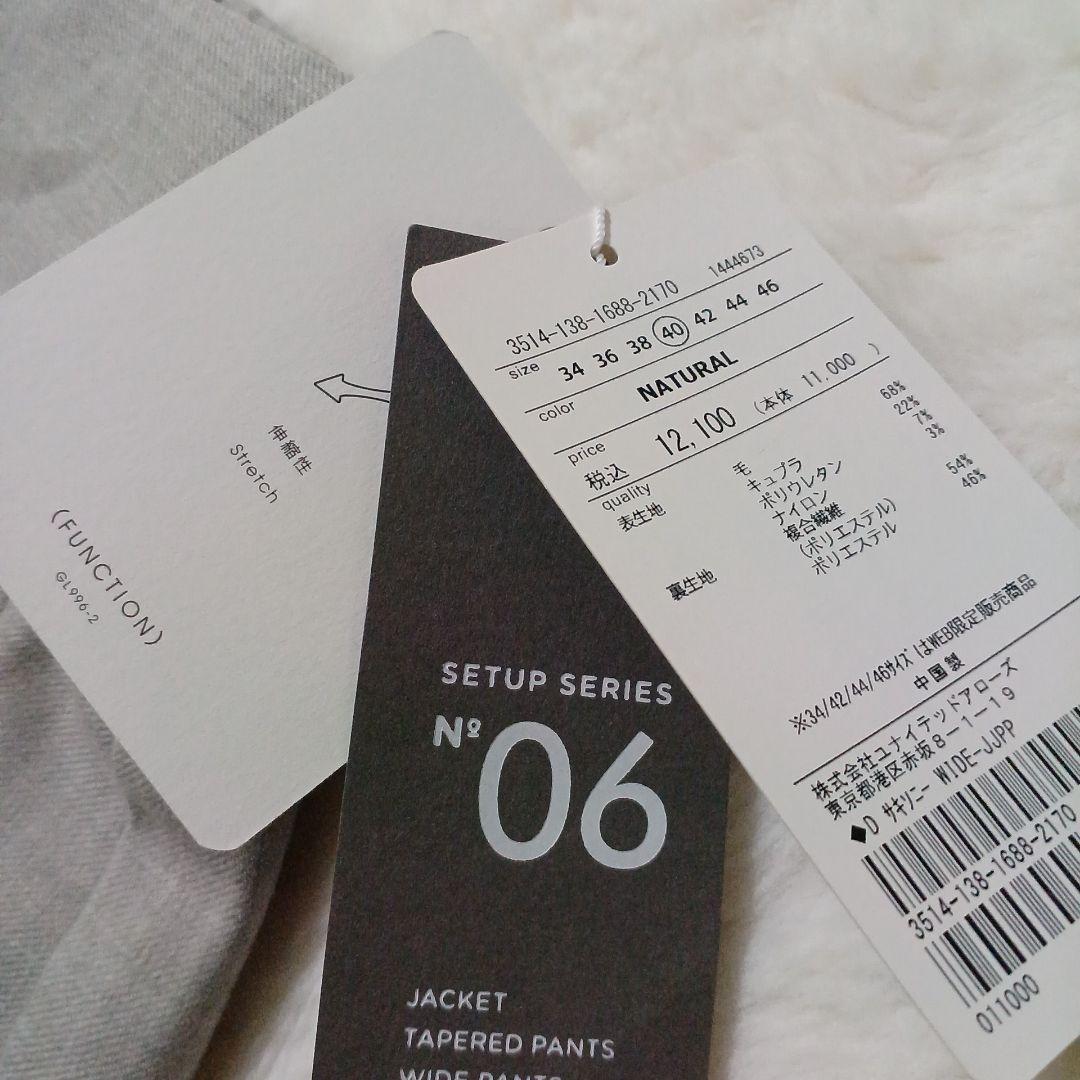 伸縮性
Stretch
(FUNCTION)
GL996-2
SETUP SERIES
Nº 06
JACKET
TAPERED PANTS
WIDE PANTS
3514-138-1688-2170 1444673
size 34 36 38 40 42 44 46
color NATURAL
price
税込 12,100 (本体 11,000 )
quality
表生地 毛 68%
キュプラ 22%
ポリウレタン 7%
ナイロン 3%
裏生地 複合繊維
(ポリエステル) 54%
ポリエステル 46%
※34/42/44/46サイズはWEB限定販売商品
中国製
株式会社ユナイテッドアローズ
東京都港区赤坂8-1-19
◆D サキソニー WIDE-JJPP
3514-138-1688-2170
011000